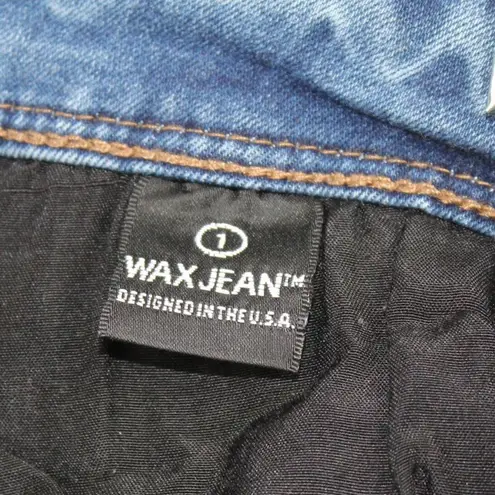 1
WAX JEAN™
DESIGNED IN THE U.S.A.